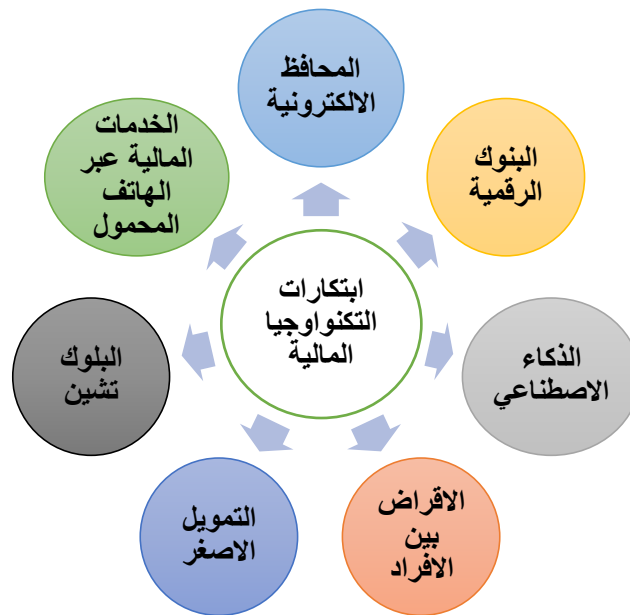 المحافظ
الالكترونية
البنوك
الرقمية
الذكاء
الاصطناعي
الاقراض
بين
الافراد
التمويل
الاصغر
البلوك
تشين
الخدمات
المالية عبر
الهاتف
المحمول
ابتكارات
التكنواوجيا
المالية